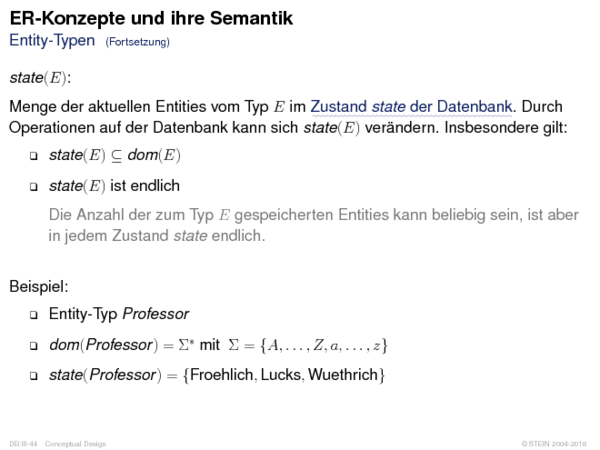 ER-Konzepte und ihre Semantik
Entity-Typen (Fortsetzung)
state(E):
Menge der aktuellen Entities vom Typ E im Zustand state der Datenbank. Durch
Operationen auf der Datenbank kann sich state(E) verändern. Insbesondere gilt:
❑ state(E) ⊆ dom(E)
❑ state(E) ist endlich
Die Anzahl der zum Typ E gespeicherten Entities kann beliebig sein, ist aber
in jedem Zustand state endlich.
Beispiel:
❑ Entity-Typ Professor
❑ dom(Professor) = Σ* mit Σ = {A, . . . , Z, a, . . . , z}
❑ state(Professor) = {Froehlich, Lucks, Wuethrich}
DB:III-44 Conceptual Design © STEIN 2004-2018